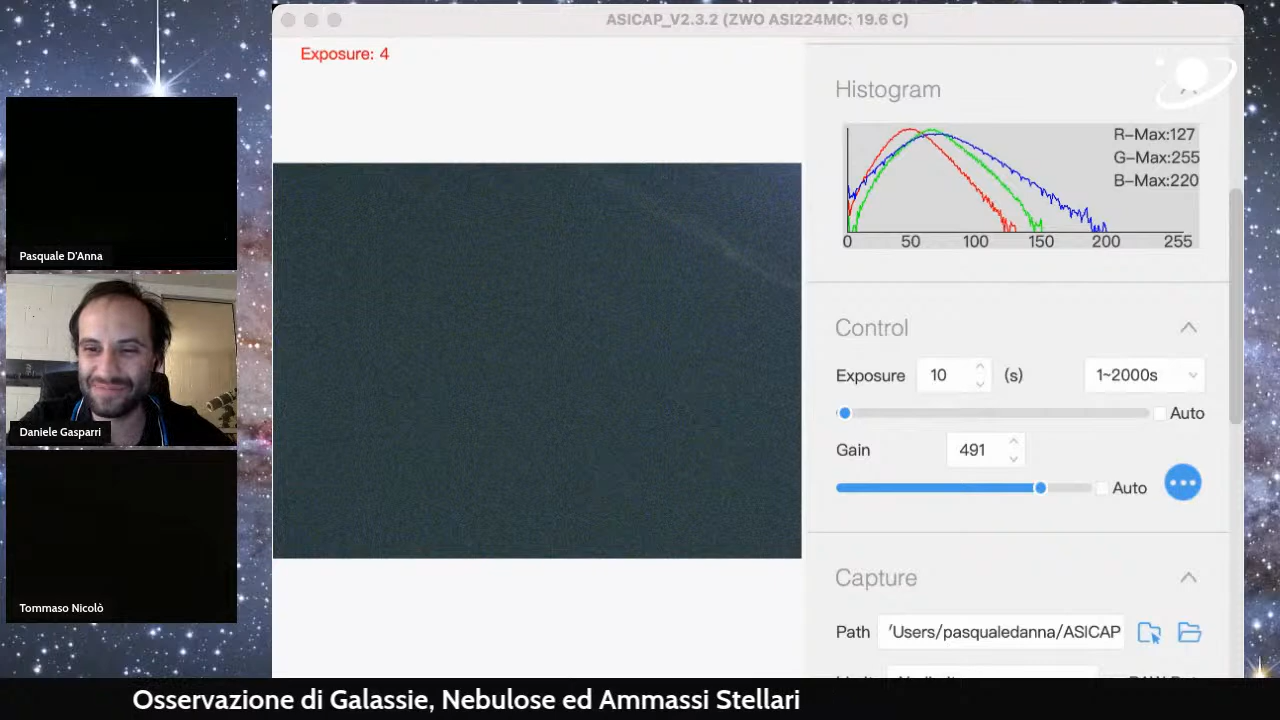 ASICAP_V2.3.2 (ZWO ASI224MC: 19.6 C)
Exposure: 4
Histogram
R-Max:127
G-Max:255
B-Max:220
0 50 100 150 200 255
Control
Exposure 10 (s) 1~2000s
Auto
Gain 491
Auto
Capture
Path /Users/pasqualedanna/ASICAP
Pasquale D'Anna
Daniele Gasparri
Tommaso Nicolò
Osservazione di Galassie, Nebulose ed Ammassi Stellari